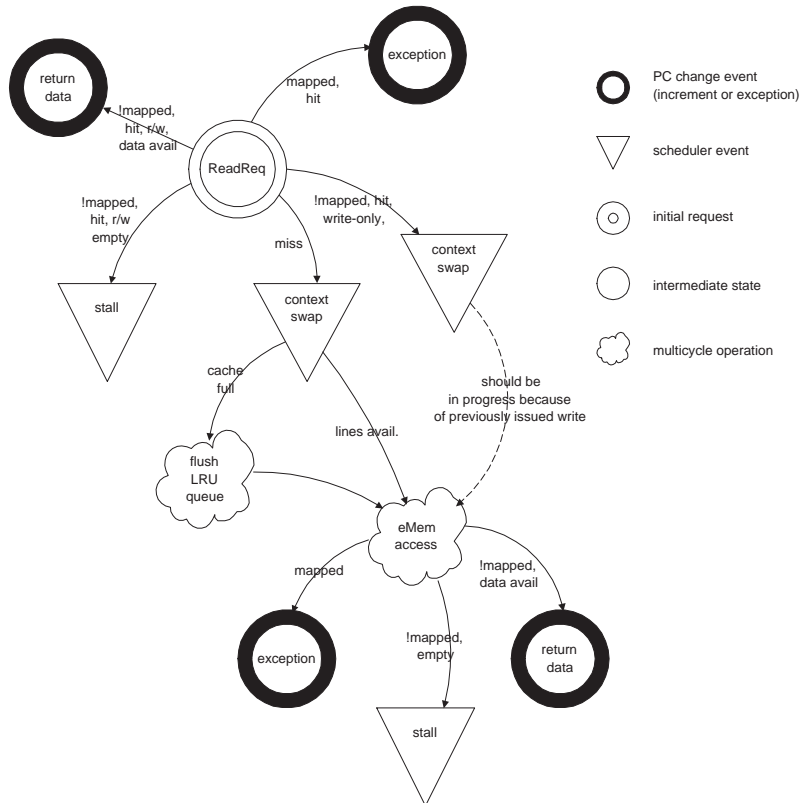 exception
return
data
mapped,
hit
!mapped,
hit, r/w,
data avail
ReadReq
!mapped,
hit, r/w
empty
miss
!mapped, hit,
write-only,
context
swap
stall
context
swap
cache
full
should be
in progress because
of previously issued write
lines avail.
flush
LRU
queue
eMem
access
mapped
!mapped,
data avail
!mapped,
empty
exception
return
data
stall
PC change event
(increment or exception)
scheduler event
initial request
intermediate state
multicycle operation